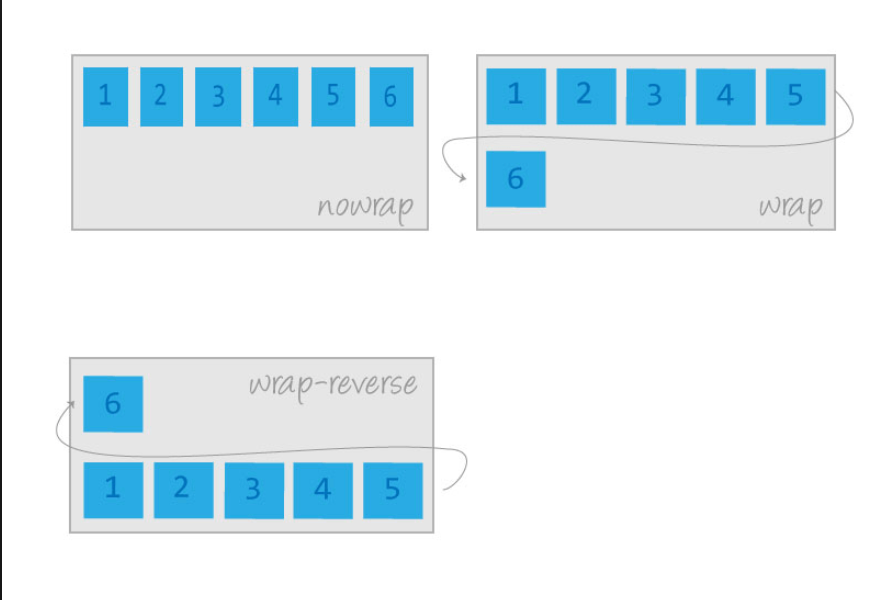 1 2 3 4 5 6
nowrap
1 2 3 4 5
6
wrap
wrap-reverse
6
1 2 3 4 5